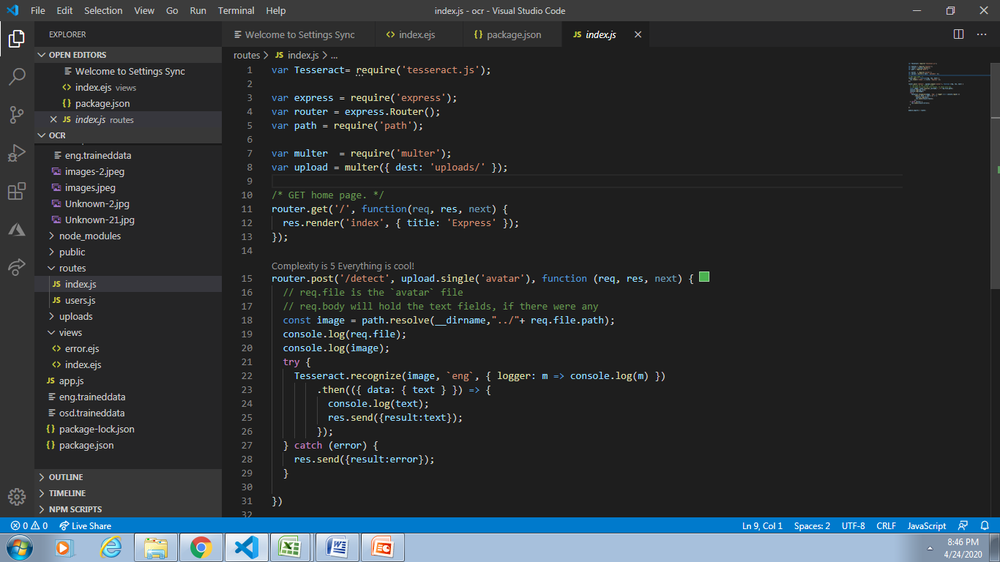 File Edit Selection View Go Run Terminal Help index.js - ocr - Visual Studio Code
EXPLORER
OPEN EDITORS
Welcome to Settings Sync
index.ejs views
package.json
index.js routes
OCR
eng.traineddata
images-2.jpeg
images.jpeg
Unknown-2.jpg
Unknown-21.jpg
node_modules
public
routes
JS index.js
JS users.js
uploads
views
error.ejs
index.ejs
JS app.js
eng.traineddata
osd.traineddata
package-lock.json
package.json
OUTLINE
TIMELINE
NPM SCRIPTS
Welcome to Settings Sync <> index.ejs {} package.json JS index.js
routes > JS index.js > ...
1 var Tesseract= require('tesseract.js');
2
3 var express = require('express');
4 var router = express.Router();
5 var path = require('path');
6
7 var multer  = require('multer');
8 var upload = multer({ dest: 'uploads/' });
9
10 /* GET home page. */
11 router.get('/', function(req, res, next) {
12   res.render('index', { title: 'Express' });
13 });
14
Complexity is 5 Everything is cool!
15 router.post('/detect', upload.single('avatar'), function (req, res, next) {
16   // req.file is the `avatar` file
17   // req.body will hold the text fields, if there were any
18   const image = path.resolve(__dirname,"../"+ req.file.path);
19   console.log(req.file);
20   console.log(image);
21   try {
22     Tesseract.recognize(image, `eng`, { logger: m => console.log(m) })
23         .then(({ data: { text } }) => {
24           console.log(text);
25           res.send({result:text});
26         });
27   } catch (error) {
28     res.send({result:error});
29   }
30
31 })
32
0 0 Live Share Ln 9, Col 1 Spaces: 2 UTF-8 CRLF JavaScript
8:46 PM
4/24/2020